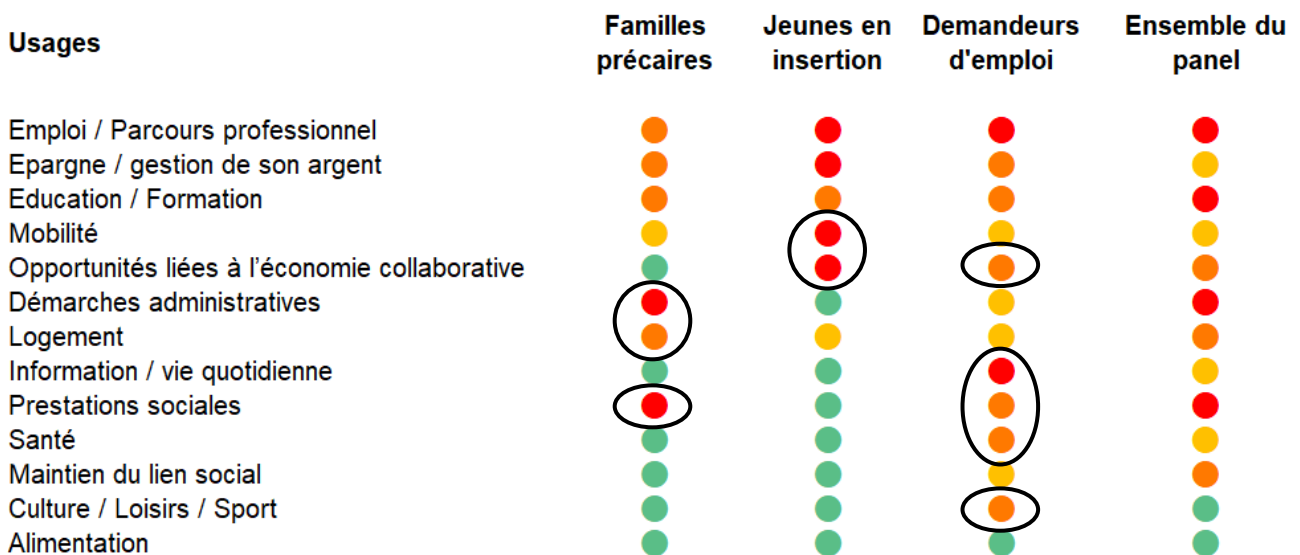 Usages
Familles précaires
Jeunes en insertion
Demandeurs d'emploi
Ensemble du panel
Emploi / Parcours professionnel
Epargne / gestion de son argent
Education / Formation
Mobilité
Opportunités liées à l’économie collaborative
Démarches administratives
Logement
Information / vie quotidienne
Prestations sociales
Santé
Maintien du lien social
Culture / Loisirs / Sport
Alimentation